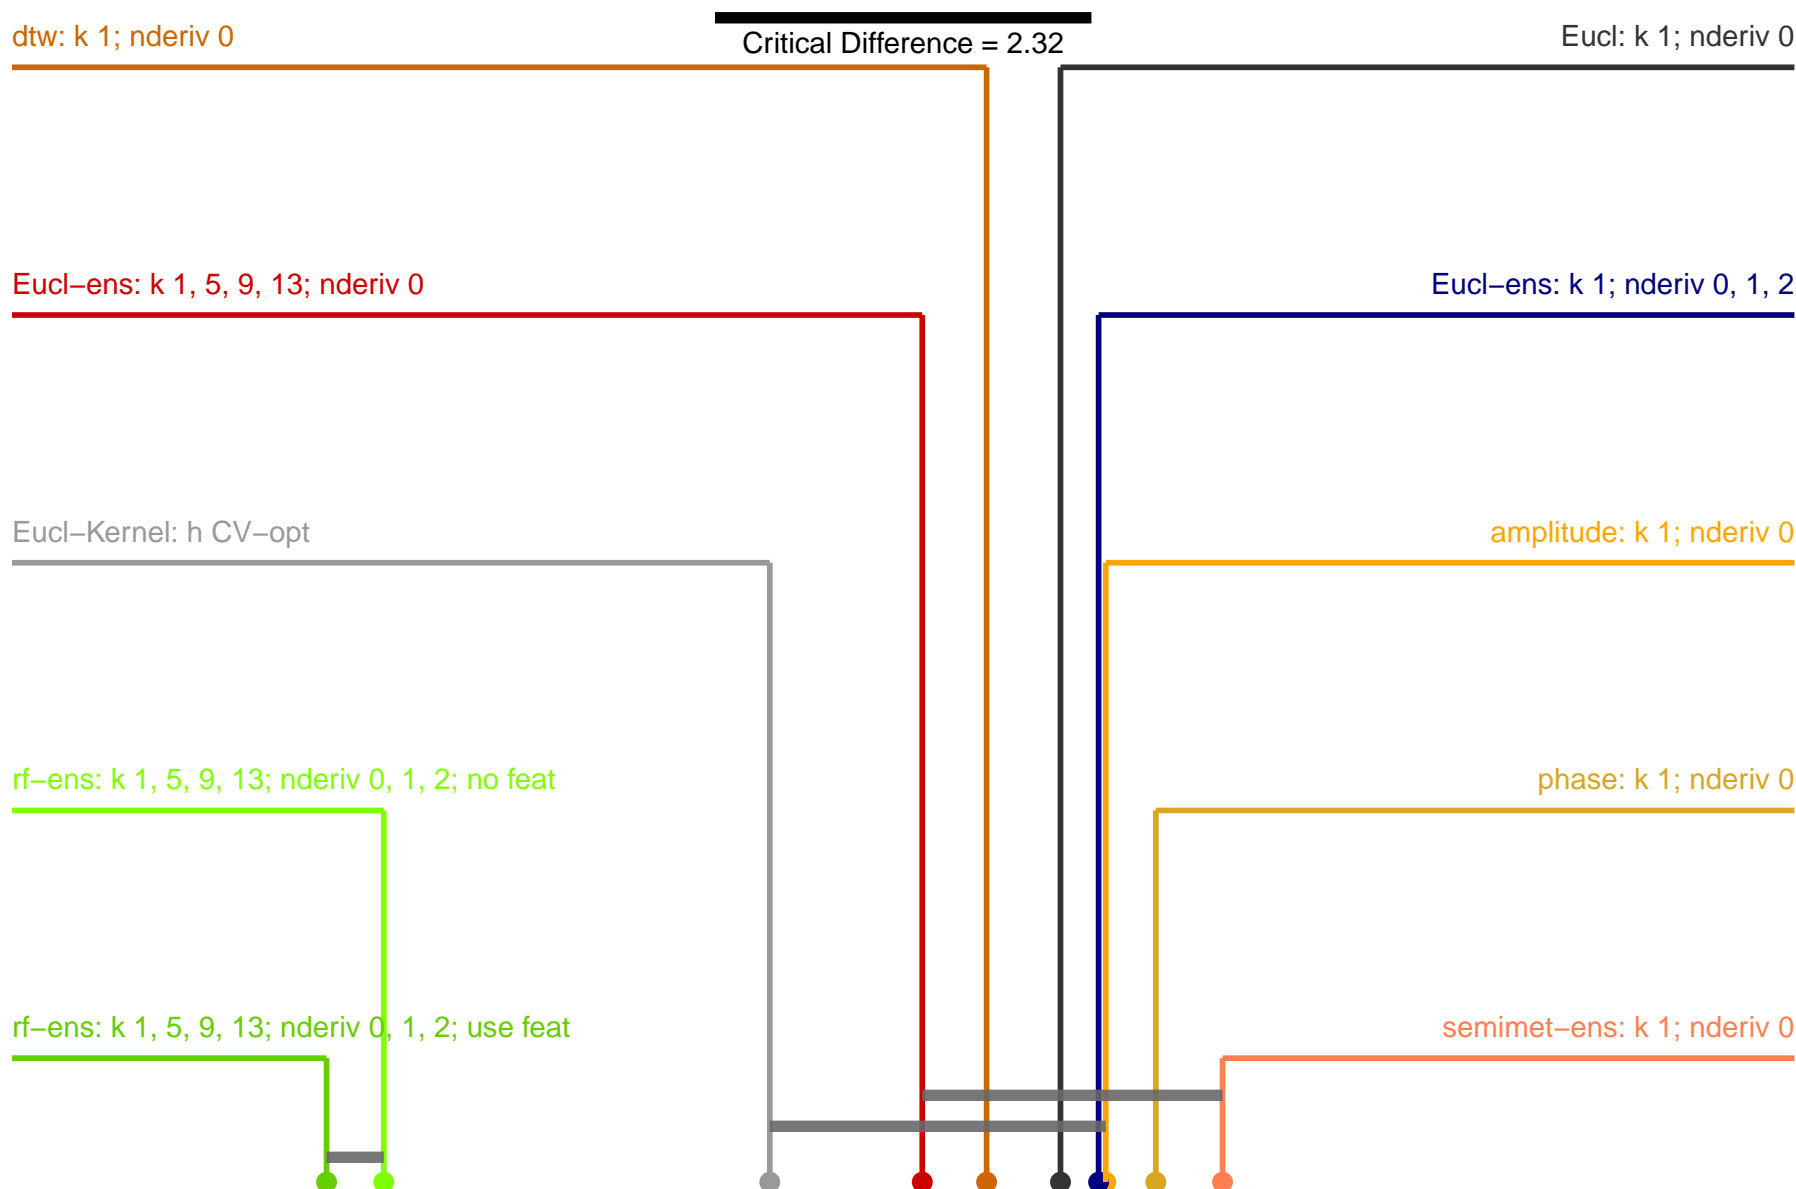 dtw: k 1; nderiv 0
Critical Difference = 2.32
Eucl: k 1; nderiv 0
Eucl−ens: k 1, 5, 9, 13; nderiv 0
Eucl−ens: k 1; nderiv 0, 1, 2
Eucl−Kernel: h CV−opt
amplitude: k 1; nderiv 0
rf−ens: k 1, 5, 9, 13; nderiv 0, 1, 2; no feat
phase: k 1; nderiv 0
rf−ens: k 1, 5, 9, 13; nderiv 0, 1, 2; use feat
semimet−ens: k 1; nderiv 0